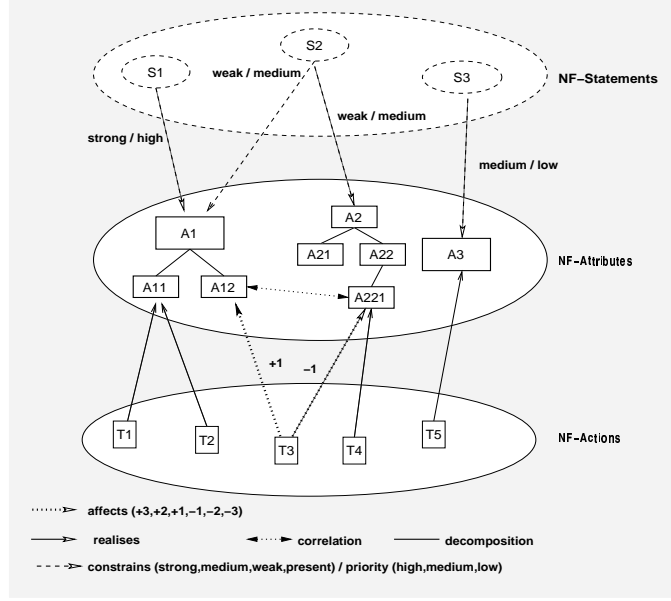 S2
S1
S3
weak / medium
NF–Statements
weak / medium
strong / high
medium / low
A2
A1
A21
A22
A3
NF-Attributes
A11
A12
A221
+1
–1
T1
T2
T3
T4
T5
NF-Actions
affects (+3,+2,+1,–1,–2,–3)
realises
correlation
decomposition
constrains (strong,medium,weak,present) / priority (high,medium,low)